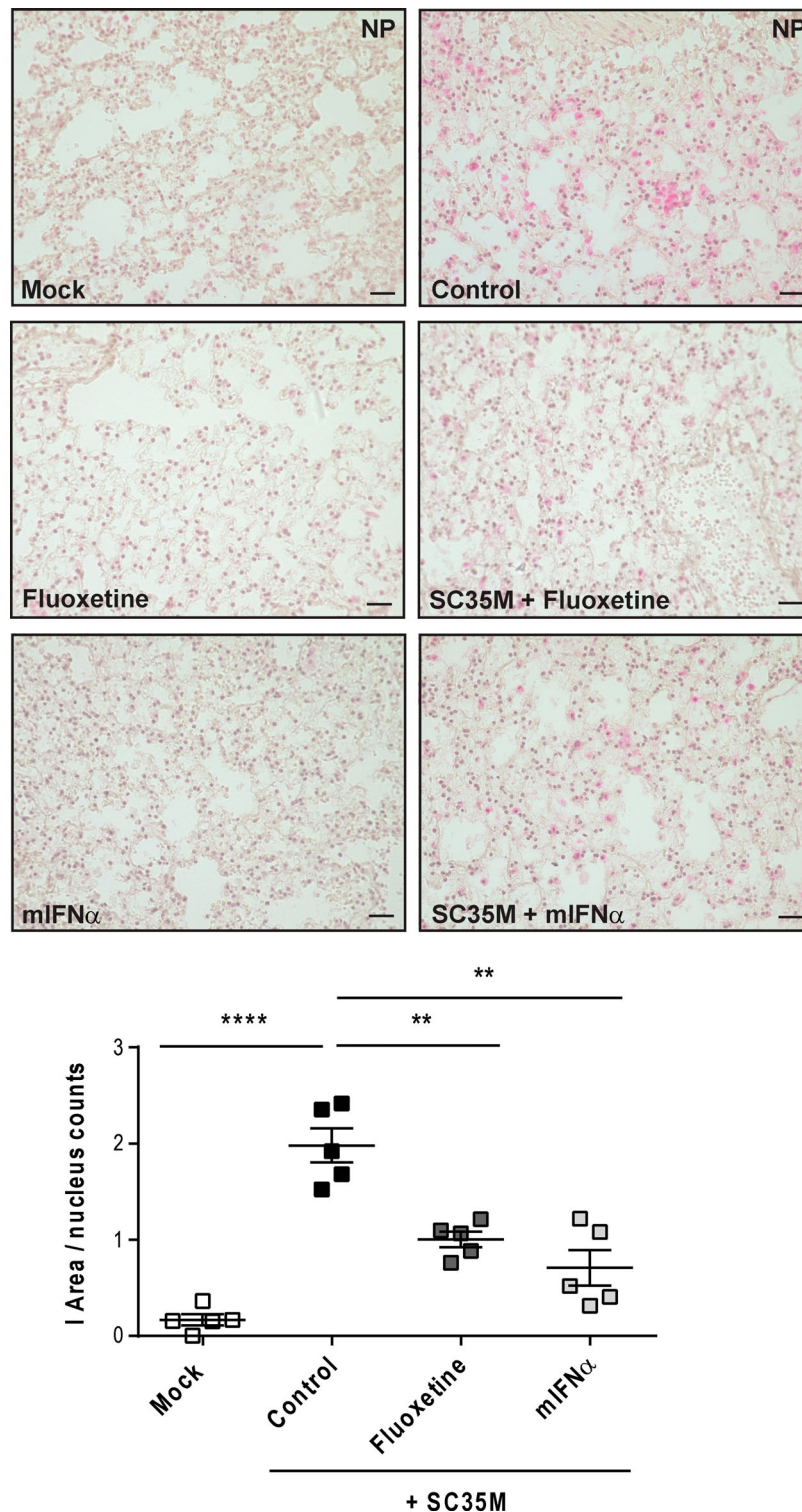 NP
Mock
NP
Control
Fluoxetine
SC35M + Fluoxetine
mIFNα
SC35M + mIFNα
**
****
**
I Area / nucleus counts
3
2
1
0
Mock
Control
Fluoxetine
mIFNα
+ SC35M